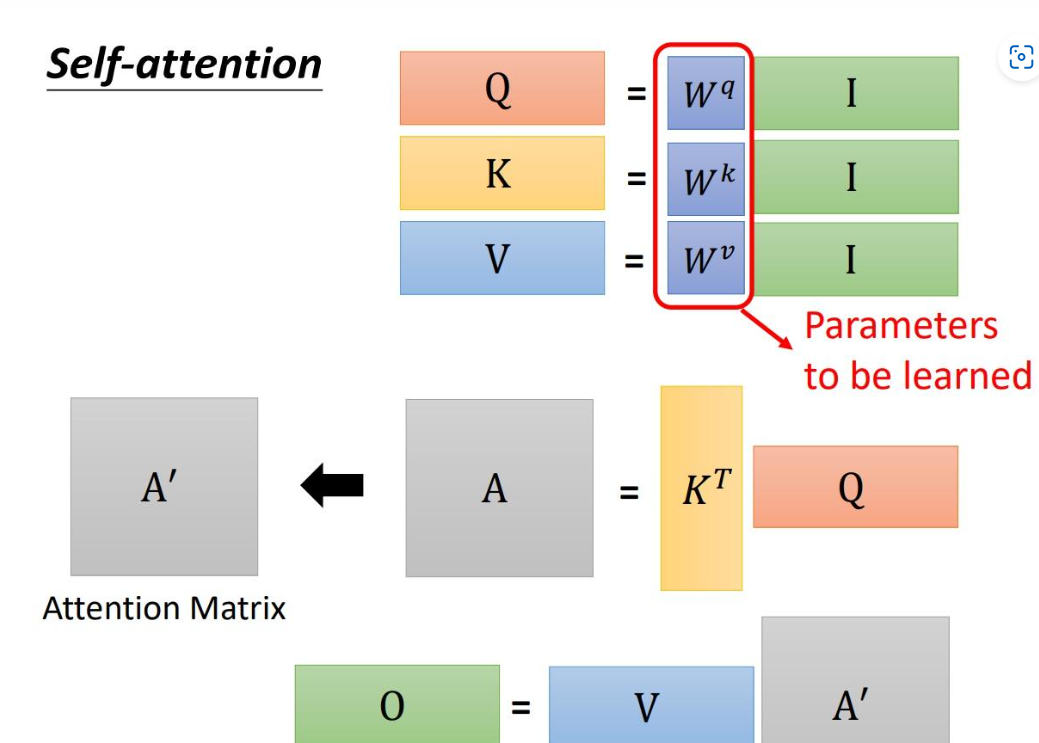 Self-attention
Q = W^q I
K = W^k I
V = W^v I
Parameters
to be learned
A′ A = K^T Q
Attention Matrix
O = V A′